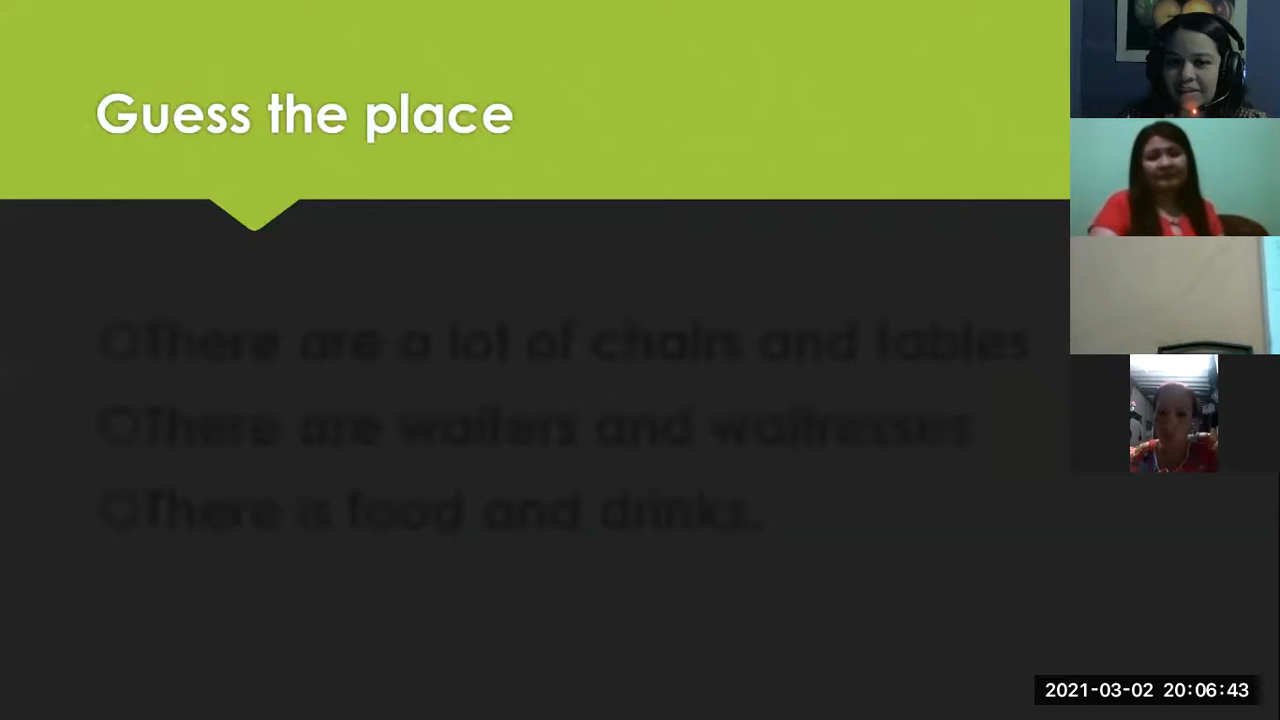 Guess the place
There are a lot of chairs and tables
There are waiters and waitresses
There is food and drinks.
2021-03-02 20:06:43